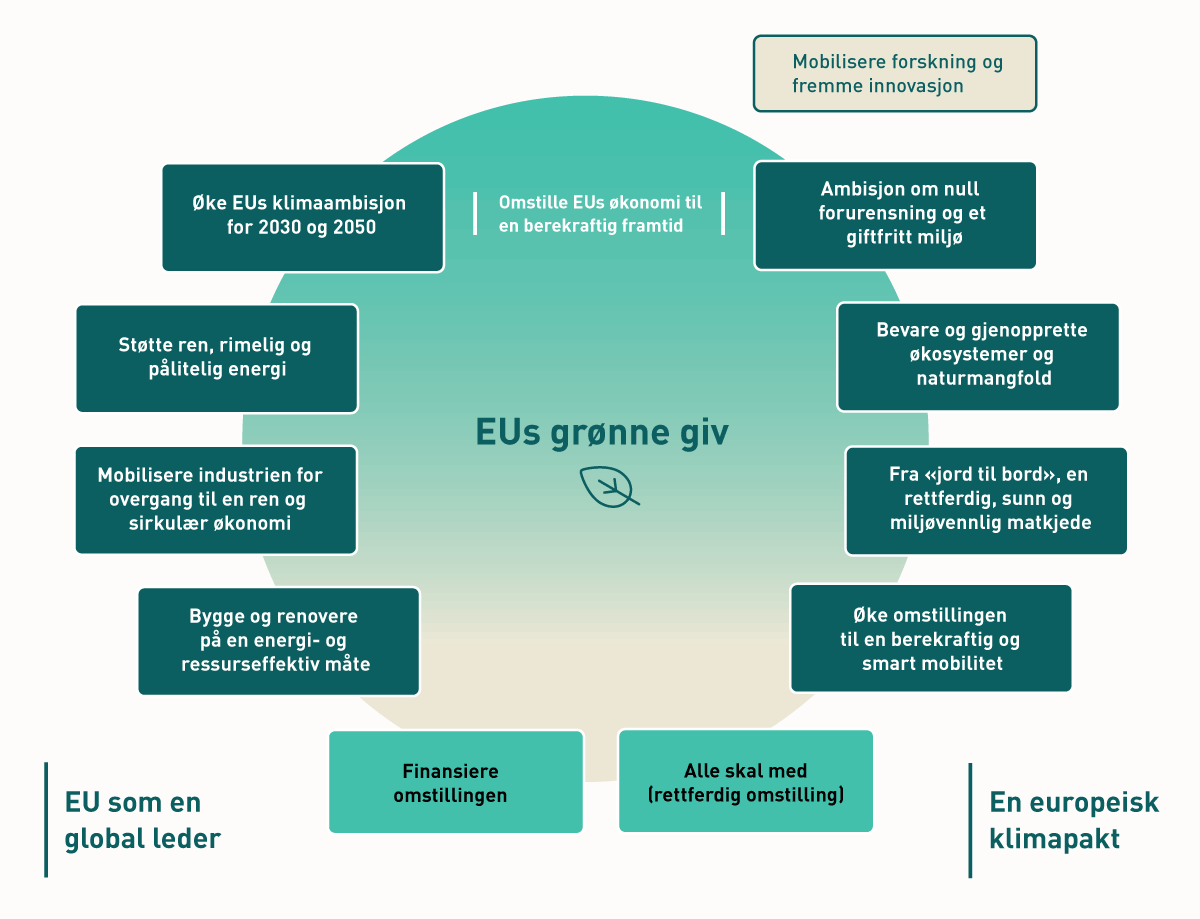 Mobilisere forskning og
fremme innovasjon
Øke EUs klimaambisjon
for 2030 og 2050
Omstille EUs økonomi til
en berekraftig framtid
Ambisjon om null
forurensning og et
giftfritt miljø
Støtte ren, rimelig og
pålitelig energi
Bevare og gjenopprette
økosystemer og
naturmangfold
EUs grønne giv
Mobilisere industrien for
overgang til en ren og
sirkulær økonomi
Fra «jord til bord», en
rettferdig, sunn og
miljøvennlig matkjede
Bygge og renovere
på en energi- og
ressurseffektiv måte
Øke omstillingen
til en berekraftig og
smart mobilitet
Finansiere
omstillingen
Alle skal med
(rettferdig omstilling)
EU som en
global leder
En europeisk
klimapakt